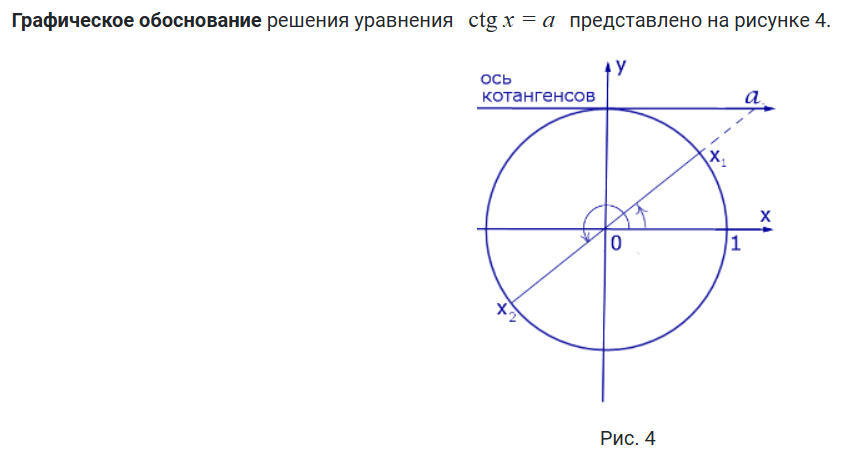 Графическое обоснование решения уравнения ctg x = a представлено на рисунке 4.
y
ось
котангенсов
a
x₁
x
0
1
x₂
Рис. 4